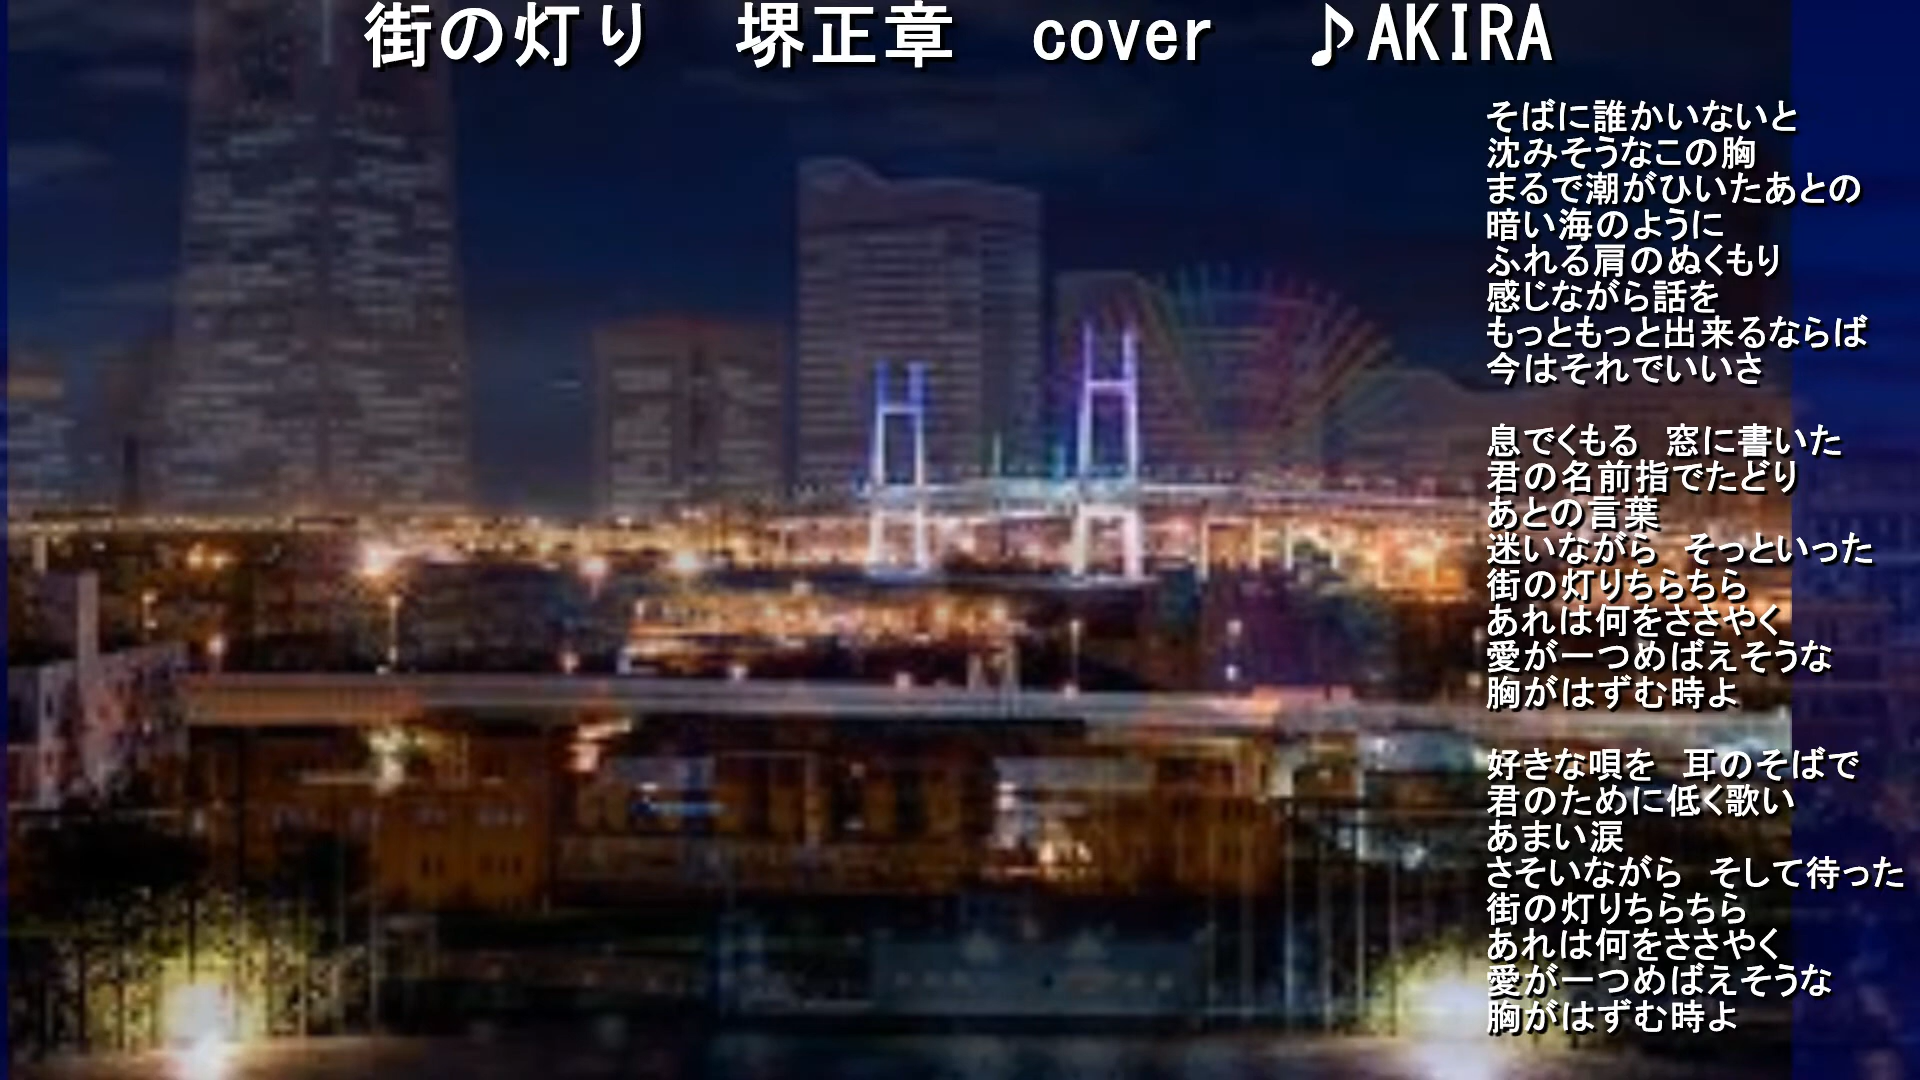 街の灯り　堺正章　cover　♪AKIRA
そばに誰かいないと
沈みそうなこの胸
まるで潮がひいたあとの
暗い海のように
ふれる肩のぬくもり
感じながら話を
もっともっと出来るならば
今はそれでいいさ
息でくもる　窓に書いた
君の名前指でたどり
あとの言葉
迷いながら　そっといった
街の灯りちらちら
あれは何をささやく
愛が一つめばえそうな
胸がはずむ時よ
好きな唄を　耳のそばで
君のために低く歌い
あまい涙
さそいながら　そして待った
街の灯りちらちら
あれは何をささやく
愛が一つめばえそうな
胸がはずむ時よ